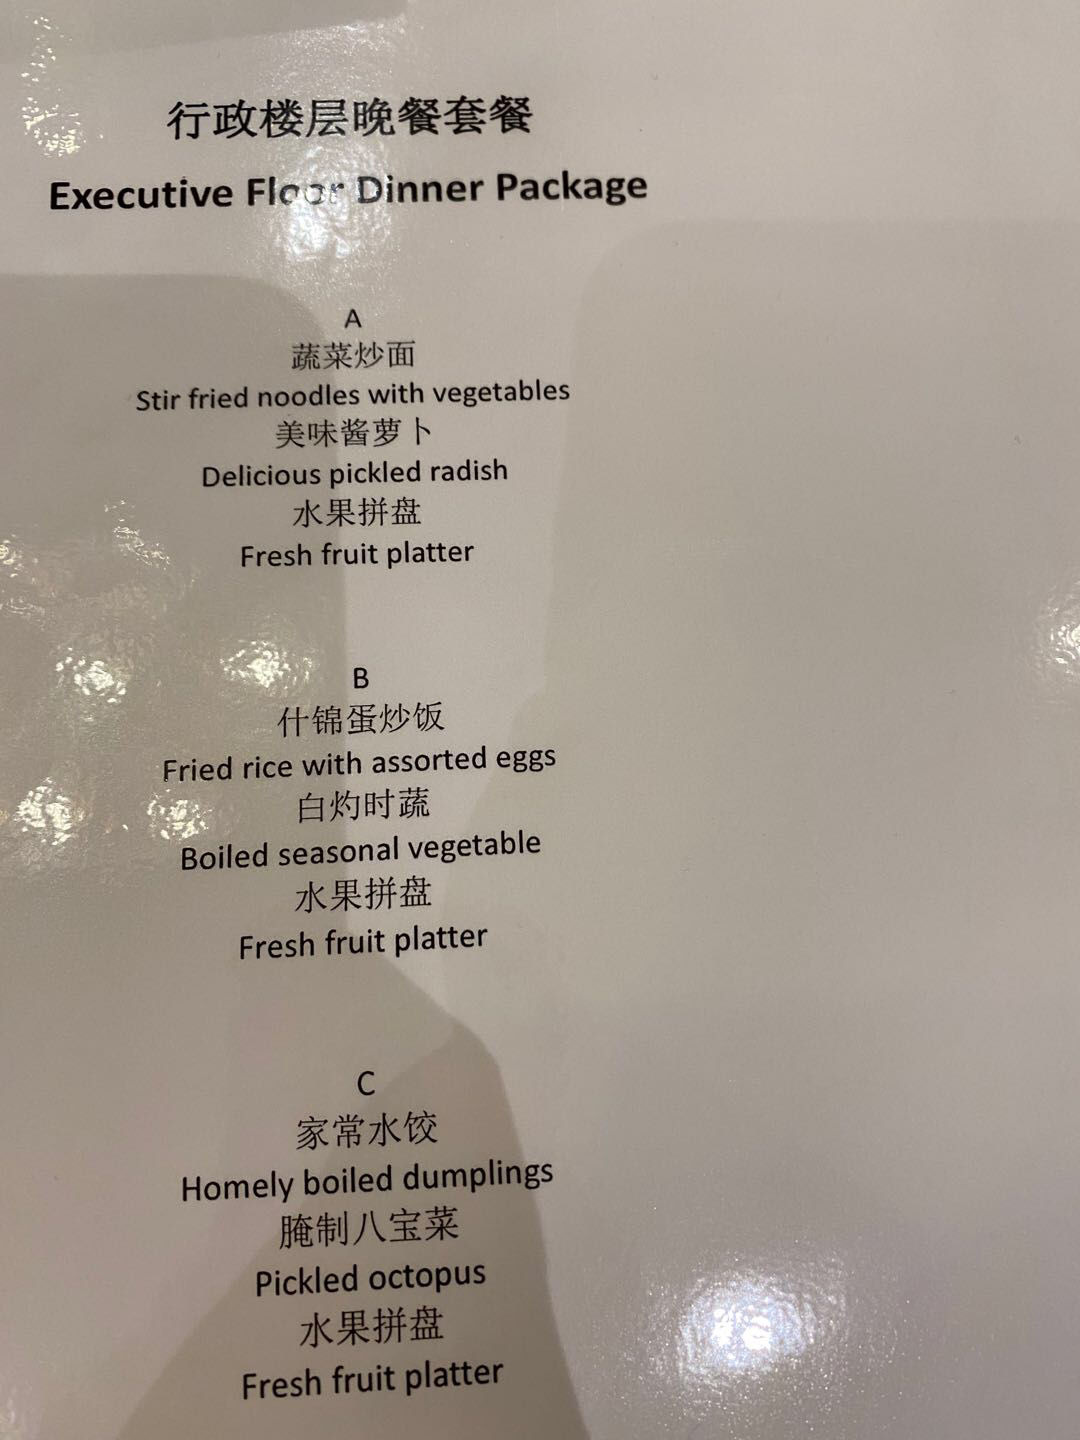 行政楼层晚餐套餐
Executive Floor Dinner Package
A
蔬菜炒面
Stir fried noodles with vegetables
美味酱萝卜
Delicious pickled radish
水果拼盘
Fresh fruit platter
B
什锦蛋炒饭
Fried rice with assorted eggs
白灼时蔬
Boiled seasonal vegetable
水果拼盘
Fresh fruit platter
C
家常水饺
Homely boiled dumplings
腌制八宝菜
Pickled octopus
水果拼盘
Fresh fruit platter